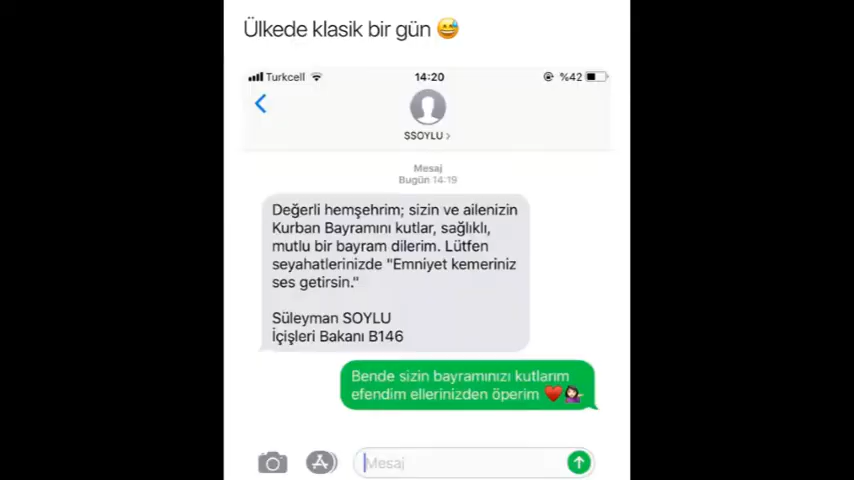 Ülkede klasik bir gün 😅
Turkcell 14:20 %42
SSOYLU >
Mesaj
Bugün 14:19
Değerli hemşehrim; sizin ve ailenizin
Kurban Bayramını kutlar, sağlıklı,
mutlu bir bayram dilerim. Lütfen
seyahatlerinizde "Emniyet kemeriniz
ses getirsin."
Süleyman SOYLU
İçişleri Bakanı B146
Bende sizin bayramınızı kutlarım
efendim ellerinizden öperim ❤️💁🏻‍♀️
Mesaj